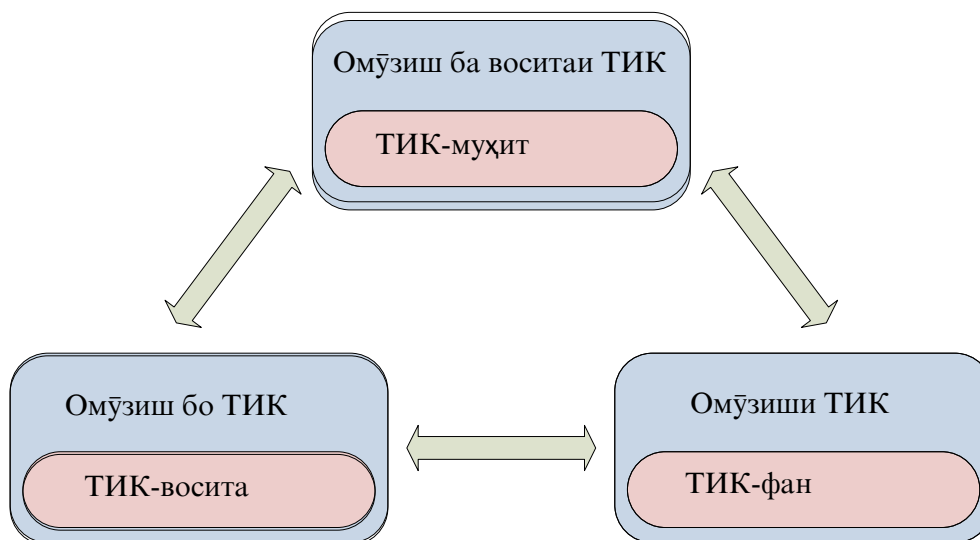 Омӯзиш ба воситаи ТИК
ТИК-муҳит
Омӯзиш бо ТИК
ТИК-восита
Омӯзиши ТИК
ТИК-фан